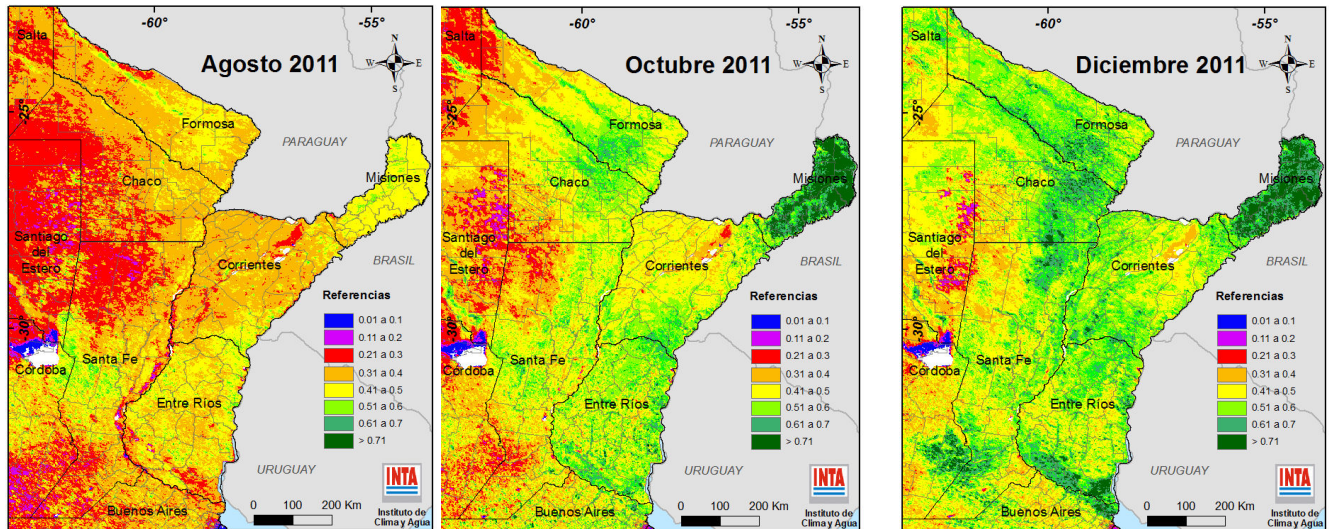 -60°
-55°
Salta
Agosto 2011
N
W
E
S
-25°
Formosa
PARAGUAY
Misiones
Chaco
Santiago
del
Estero
Corrientes
BRASIL
Referencias
0.01 a 0.1
0.11 a 0.2
0.21 a 0.3
0.31 a 0.4
0.41 a 0.5
0.51 a 0.6
0.61 a 0.7
> 0.71
-30°
Santa Fe
Córdoba
Entre Ríos
URUGUAY
INTA
0 100 200 Km
Instituto de
Clima y Agua
Buenos Aires
-60°
-55°
Salta
Octubre 2011
N
W
E
S
-25°
Formosa
PARAGUAY
Misiones
Chaco
Santiago
del
Estero
Corrientes
BRASIL
Referencias
0.01 a 0.1
0.11 a 0.2
0.21 a 0.3
0.31 a 0.4
0.41 a 0.5
0.51 a 0.6
0.61 a 0.7
> 0.71
-30°
Santa Fe
Córdoba
Entre Ríos
URUGUAY
INTA
0 100 200 Km
Instituto de
Clima y Agua
Buenos Aires
-60°
-55°
Salta
Diciembre 2011
N
W
E
S
-25°
Formosa
PARAGUAY
Misiones
Chaco
Santiago
del
Estero
Corrientes
BRASIL
Referencias
0.01 a 0.1
0.11 a 0.2
0.21 a 0.3
0.31 a 0.4
0.41 a 0.5
0.51 a 0.6
0.61 a 0.7
> 0.71
-30°
Santa Fe
Córdoba
Entre Ríos
URUGUAY
INTA
0 100 200 Km
Instituto de
Clima y Agua
Buenos Aires